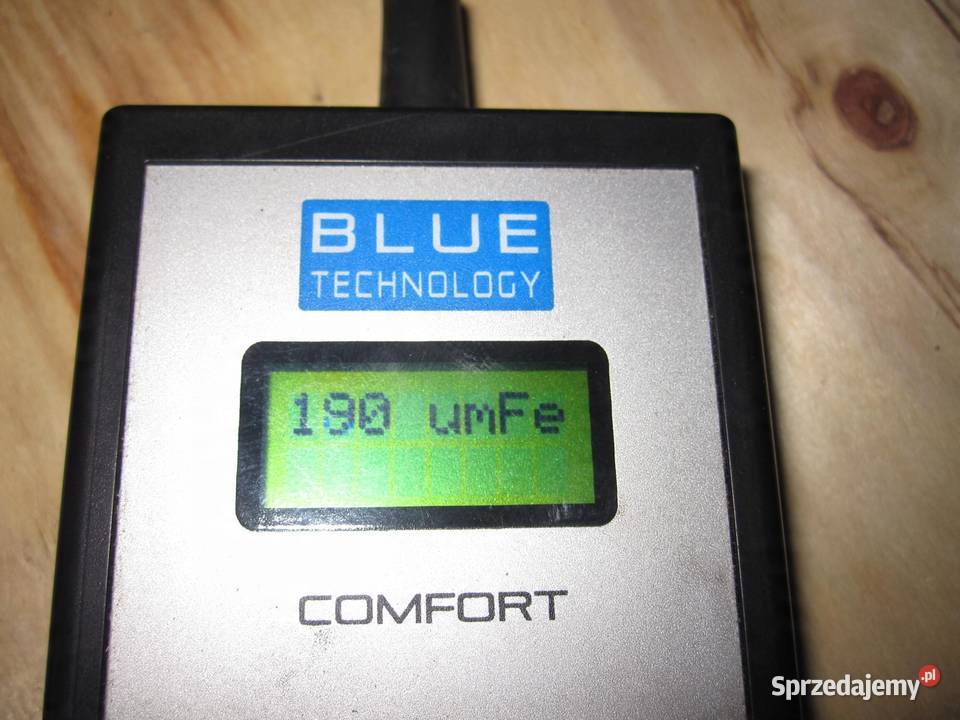 BLUE
TECHNOLOGY
190 umFe
COMFORT
Sprzedajemy.pl